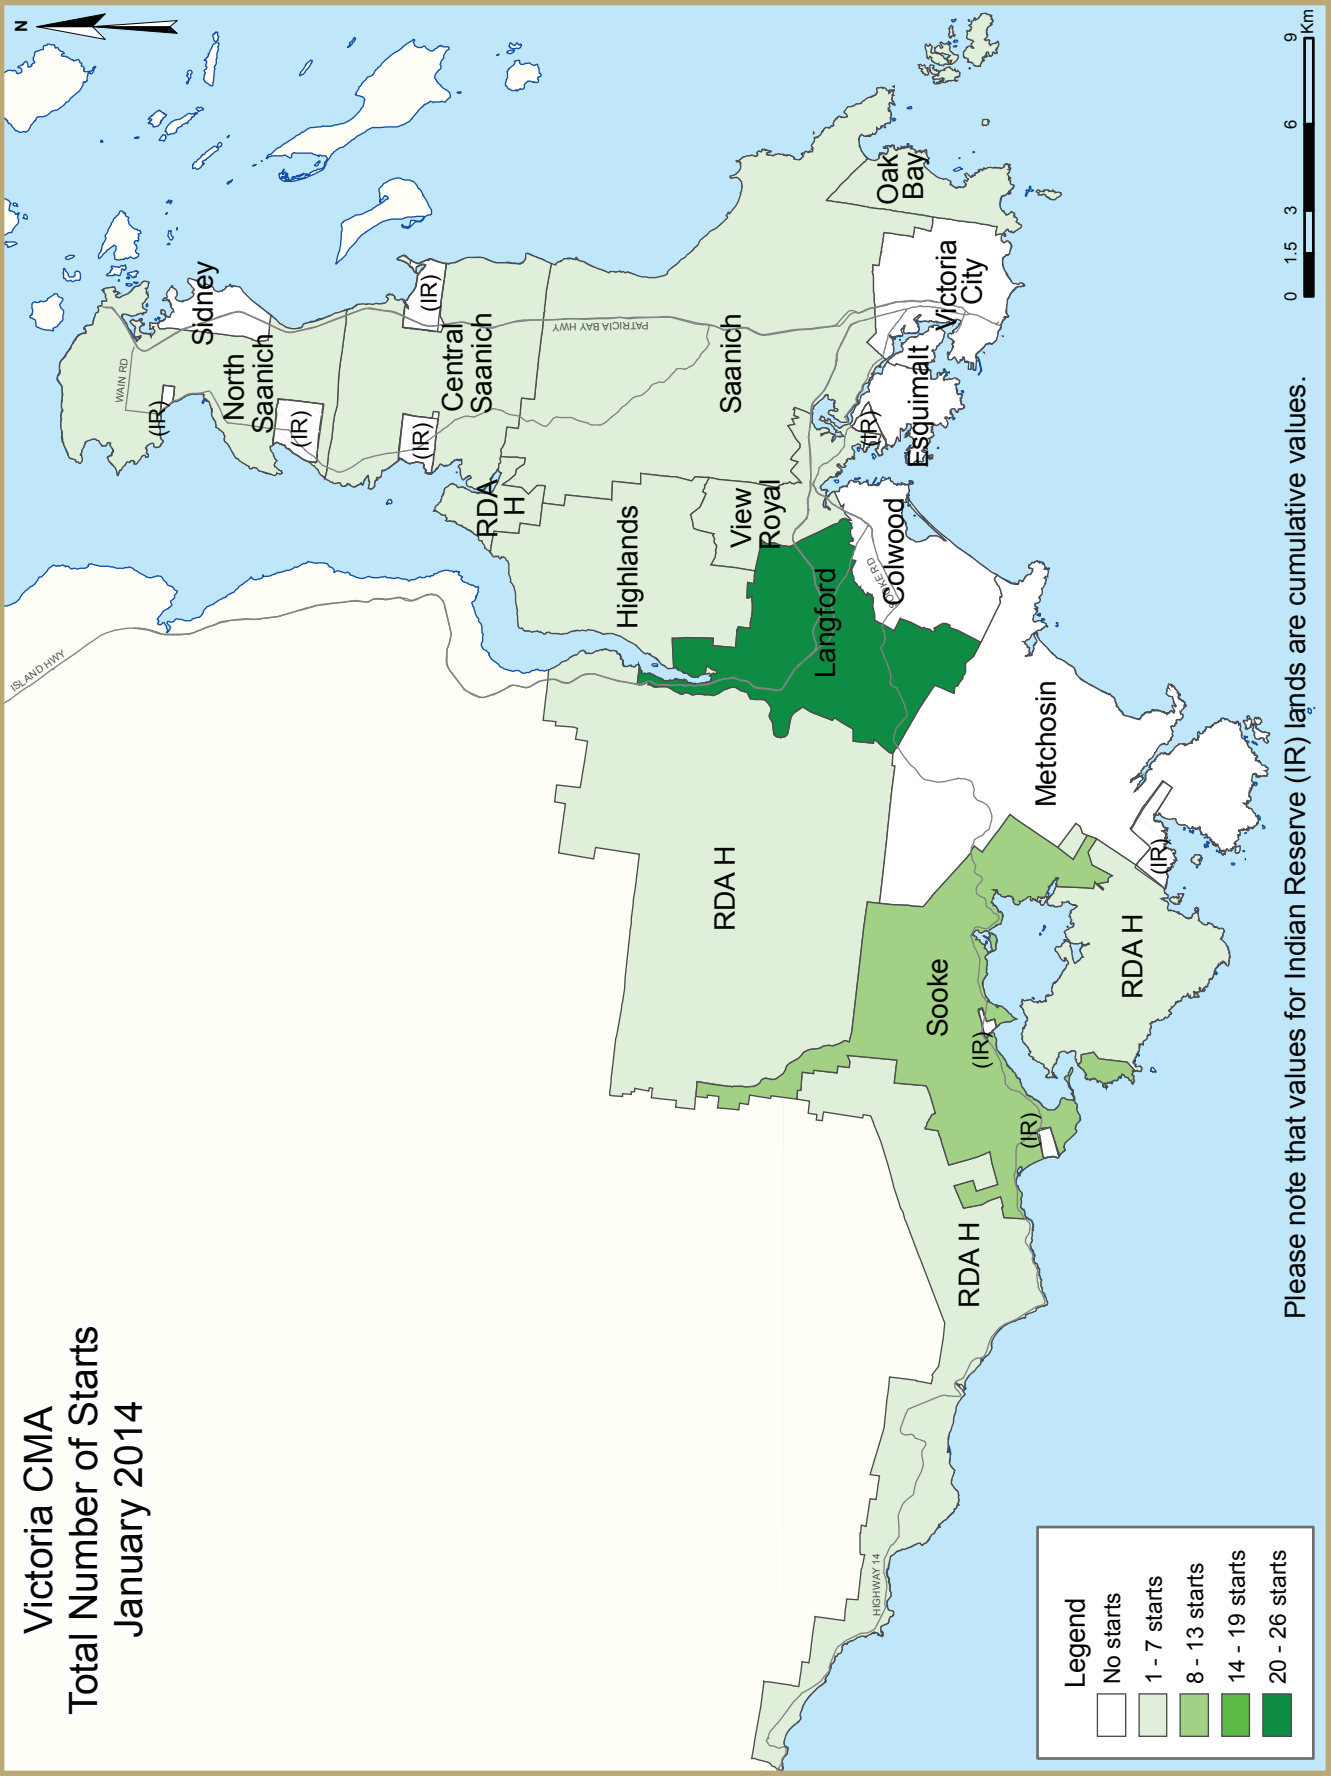 Victoria CMA
Total Number of Starts
January 2014
N
ISLAND HWY
WAIN RD
(IR)
Sidney
North
Saanich
(IR)
(IR)
Central
Saanich
(IR)
PATRICIA BAY HWY
RDA
H
Saanich
Highlands
View
Royal
Oak
Bay
Victoria
City
Esquimalt
(IR)
Langford
Colwood
SOOKE RD
Metchosin
(IR)
RDA H
Sooke
(IR)
(IR)
RDA H
RDA H
HIGHWAY 14
Legend
No starts
1 - 7 starts
8 - 13 starts
14 - 19 starts
20 - 26 starts
0 1.5 3 6 9
Km
Please note that values for Indian Reserve (IR) lands are cumulative values.